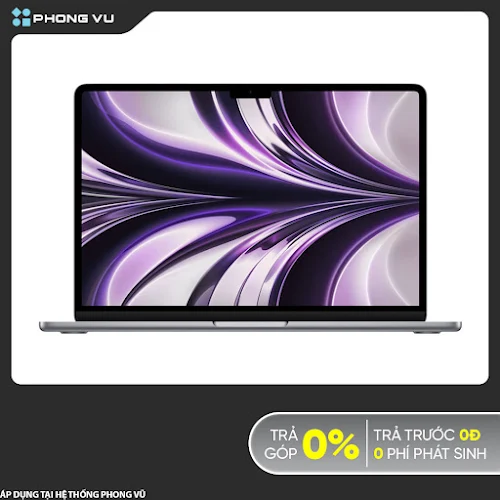 PHONG VU
TRẢ GÓP 0%
TRẢ TRƯỚC 0Đ
0 PHÍ PHÁT SINH
ÁP DỤNG TẠI HỆ THỐNG PHONG VŨ